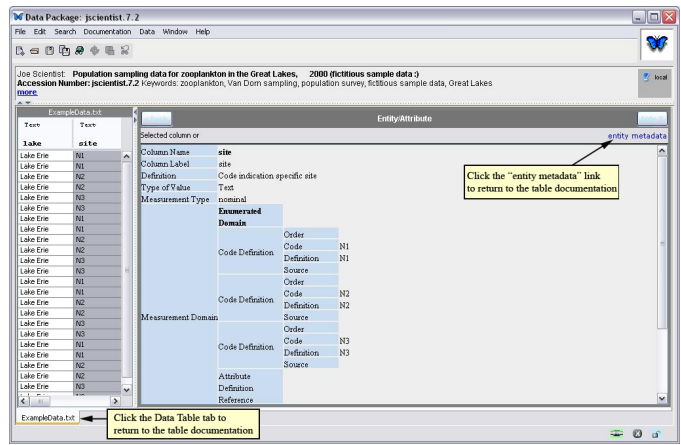 Data Package: jscientist.7.2
File Edit Search Documentation Data Window Help
Joe Scientist: Population sampling data for zooplankton in the Great Lakes, 2000 (fictitious sample data :)
Accession Number: jscientist.7.2 Keywords: zooplankton, Van Dorn sampling, population survey, fictitious sample data, Great Lakes
more
local
ExampleData.txt
Text Text
lake site
Lake Erie N1
Lake Erie N1
Lake Erie N2
Lake Erie N2
Lake Erie N3
Lake Erie N3
Lake Erie N1
Lake Erie N1
Lake Erie N2
Lake Erie N2
Lake Erie N3
Lake Erie N3
Lake Erie N1
Lake Erie N1
Lake Erie N2
Lake Erie N2
Lake Erie N3
Lake Erie N3
Lake Erie N1
Lake Erie N1
Lake Erie N2
Lake Erie N2
Lake Erie N3
Entity/Attribute
Selected column or
entity metadata
Column Name site
Column Label site
Definition Code indication specific site
Type of Value Text
Measurement Type nominal
Measurement Domain
Enumerated
Domain
Code Definition
Order
Code N1
Definition N1
Source
Code Definition
Order
Code N2
Definition N2
Source
Code Definition
Order
Code N3
Definition N3
Source
Attribute
Definition
Reference
Click the “entity metadata” link
to return to the table documentation
ExampleData.txt
Click the Data Table tab to
return to the table documentation